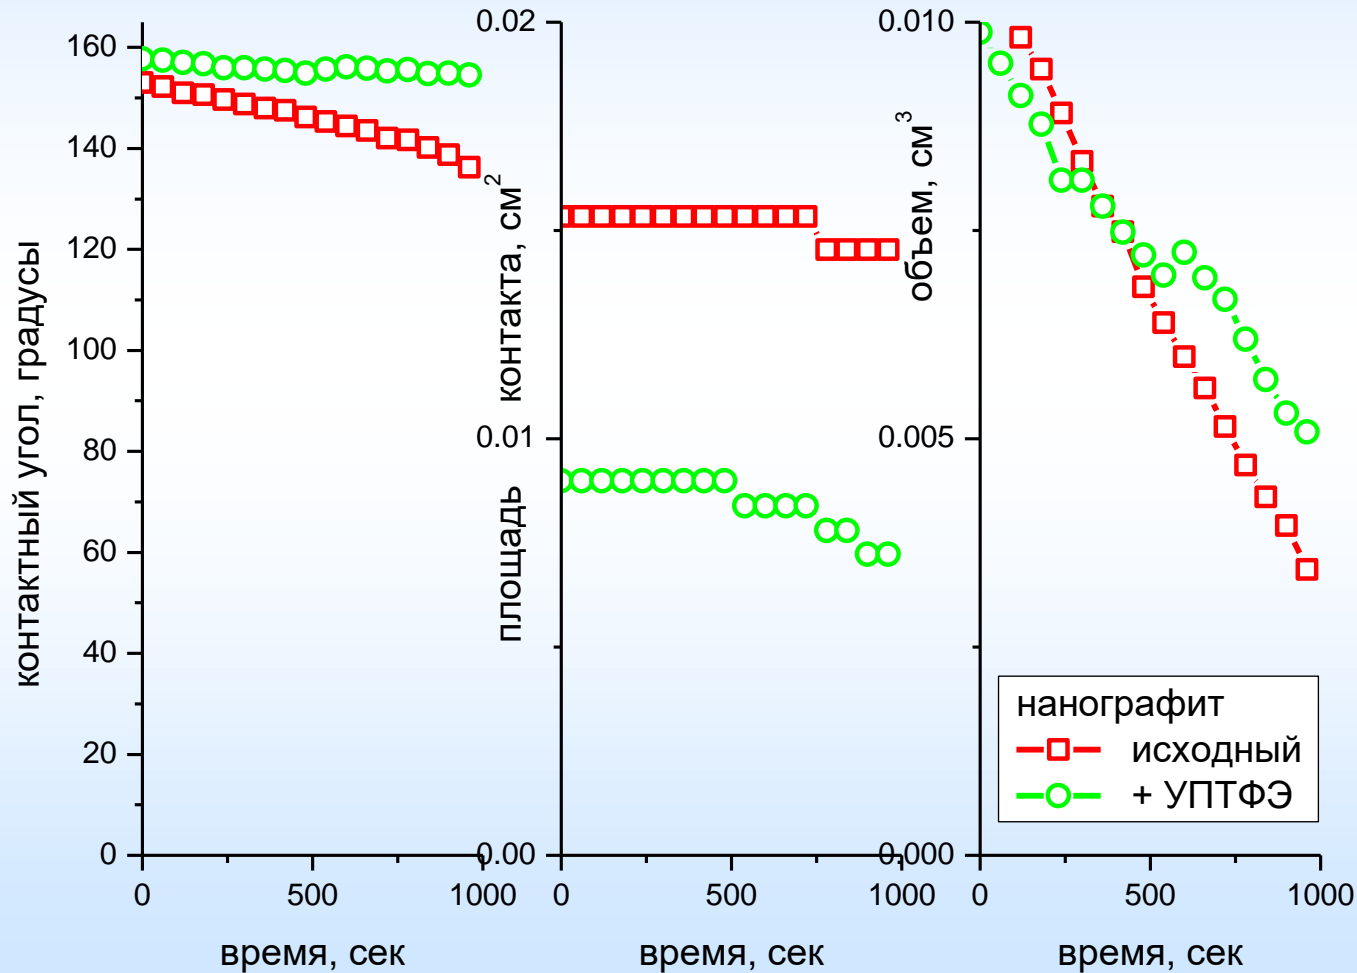 160
140
120
100
80
60
40
20
0
0
500
1000
контактный угол, градусы
время, сек
0.02
0.01
0.00
0
500
1000
площадь контакта, см²
время, сек
0.010
0.005
0.000
0
500
1000
объем, см³
время, сек
нанографит
исходный
+ УПТФЭ